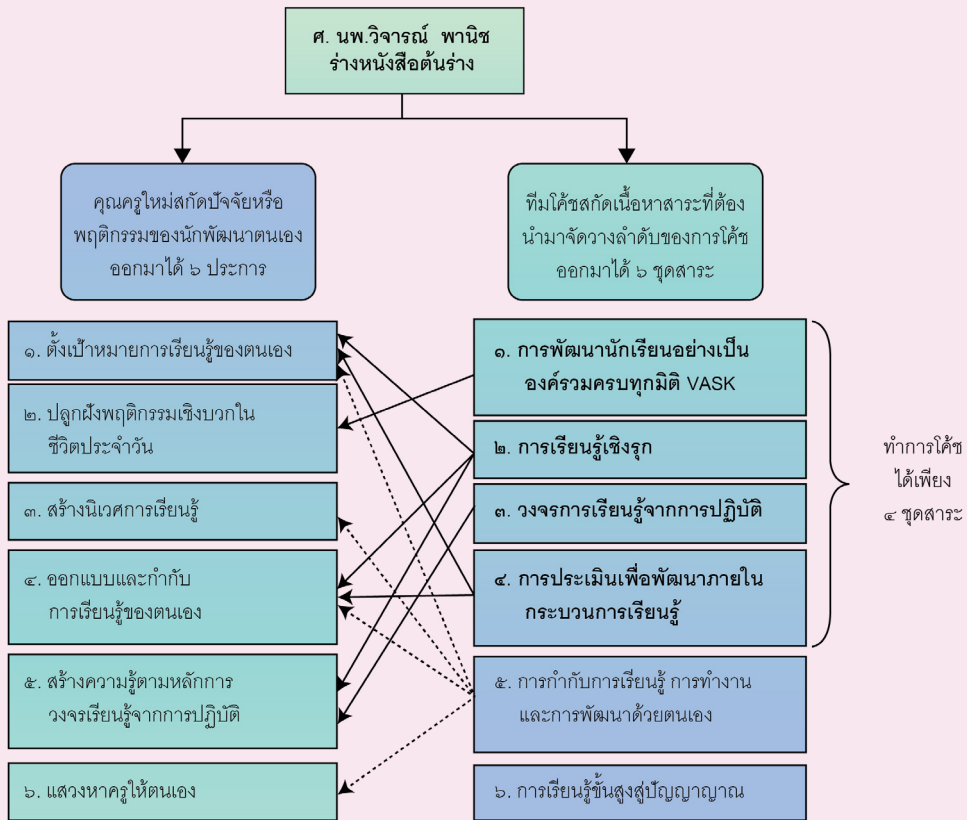 ศ. นพ.วิจารณ์ พานิช
ร่างหนังสือต้นร่าง
คุณครูใหม่สกัดปัจจัยหรือ
พฤติกรรมของนักพัฒนาตนเอง
ออกมาได้ ๖ ประการ
ทีมโค้ชสกัดเนื้อหาสาระที่ต้อง
นำมาจัดวางลำดับของการโค้ช
ออกมาได้ ๖ ชุดสาระ
๑. ตั้งเป้าหมายการเรียนรู้ของตนเอง
๒. ปลูกฝังพฤติกรรมเชิงบวกใน
ชีวิตประจำวัน
๓. สร้างนิเวศการเรียนรู้
๔. ออกแบบและกำกับ
การเรียนรู้ของตนเอง
๕. สร้างความรู้ตามหลักการ
วงจรเรียนรู้จากการปฏิบัติ
๖. แสวงหาครูให้ตนเอง
๑. การพัฒนานักเรียนอย่างเป็น
องค์รวมครบทุกมิติ VASK
๒. การเรียนรู้เชิงรุก
๓. วงจรการเรียนรู้จากการปฏิบัติ
๔. การประเมินเพื่อพัฒนาภายใน
กระบวนการเรียนรู้
๕. การกำกับการเรียนรู้ การทำงาน
และการพัฒนาด้วยตนเอง
๖. การเรียนรู้ขั้นสูงสู่ปัญญาญาณ
ทำการโค้ช
ได้เพียง
๔ ชุดสาระ